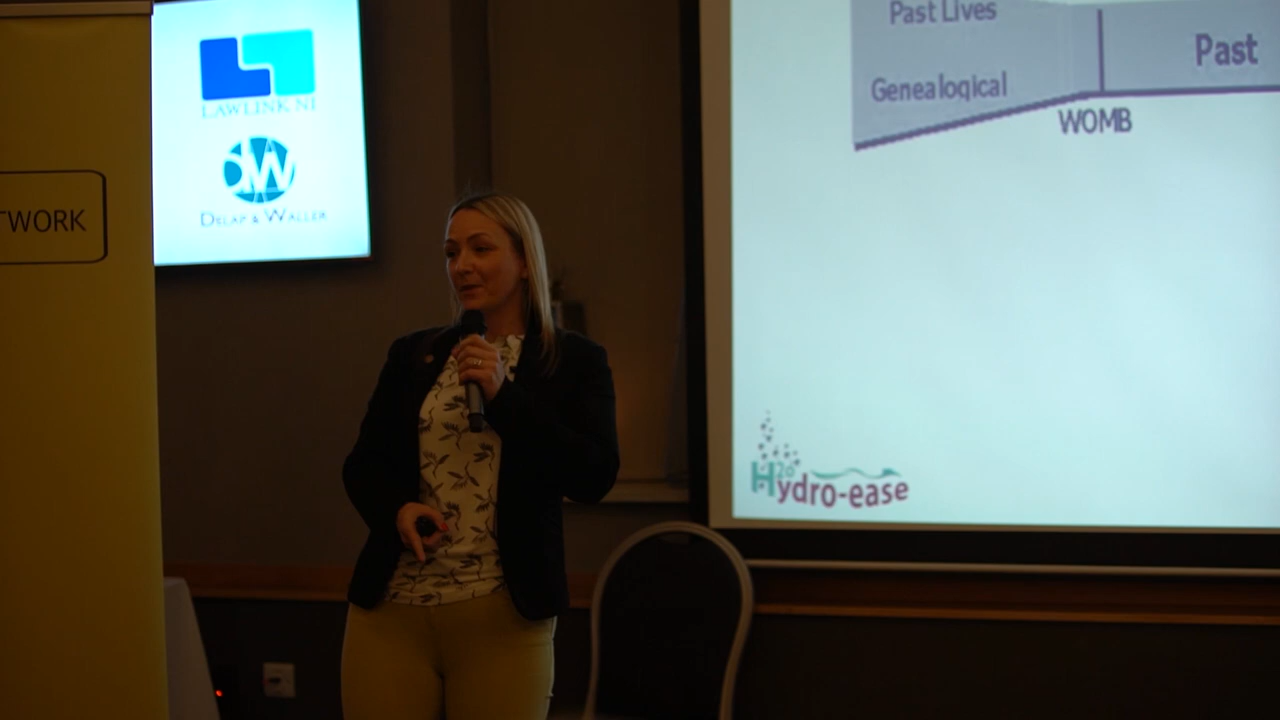 TWORK
LAWLINK NI
DW
DELAP & WALLER
Past Lives
Past
Genealogical
WOMB
H2o
Hydro-ease